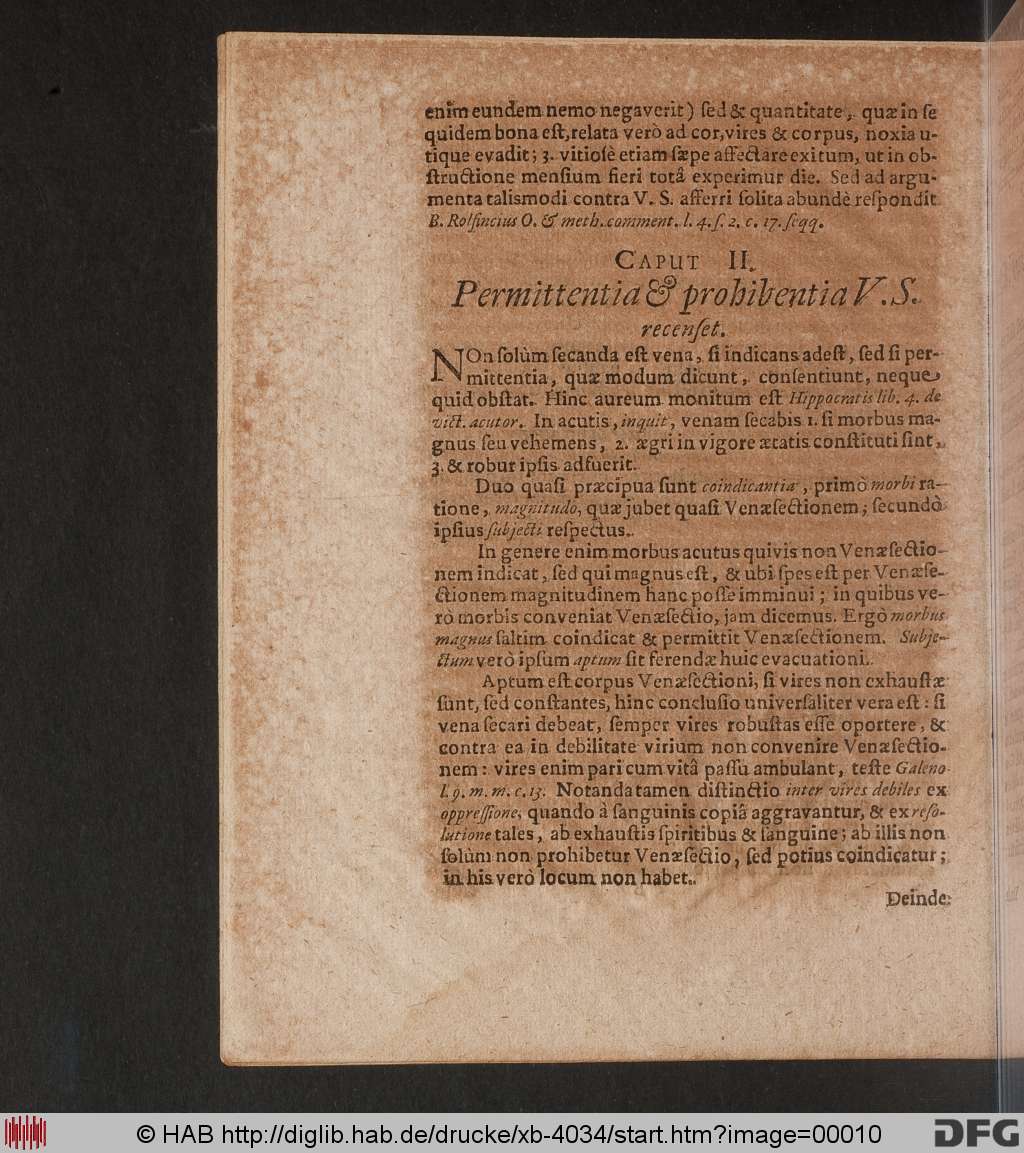 enim eundem nemo negaverit) ſed & quantitate, quæ in ſe
quidem bona eſt, relata verò ad cor, vires & corpus, noxia u-
tique evadit; 3. vitioſè etiam ſæpe affectare exitum, ut in ob-
ſtructione menſium fieri totâ experimur die. Sed ad argu-
menta talismodi contra V. S. afferri ſolita abundè reſpondit
B. Rolfincius O. & meth. comment. l. 4. ſ. 2. c. 17. ſeqq.
CAPUT II.
Permittentia & prohibentia V. S.
recenſet.
NOn ſolùm ſecanda eſt vena, ſi indicans adeſt, ſed ſi per-
mittentia, quæ modum dicunt, conſentiunt, neque
quid obſtat. Hinc aureum monitum eſt Hippocratis lib. 4. de
vict. acutor. In acutis, inquit, venam ſecabis 1. ſi morbus ma-
gnus ſeu vehemens, 2. ægri in vigore ætatis conſtituti ſint,
3. & robur ipſis adfuerit.
Duo quaſi præcipua ſunt coindicantia, primò morbi ra-
tione, magnitudo, quæ jubet quaſi Venæſectionem; ſecundò
ipſius ſubjecti reſpectus.
In genere enim morbus acutus quivis non Venæſectio-
nem indicat, ſed qui magnus eſt, & ubi ſpes eſt per Venæſe-
ctionem magnitudinem hanc poſſe imminui; in quibus ve-
rò morbis conveniat Venæſectio, jam dicemus. Ergò morbus
magnus ſaltim coindicat & permittit Venæſectionem. Subje-
ctum verò ipſum aptum ſit ferendæ huic evacuationi.
Aptum eſt corpus Venæſectioni, ſi vires non exhauſtæ
ſunt, ſed conſtantes, hinc concluſio univerſaliter vera eſt: ſi
vena ſecari debeat, ſemper vires robuſtas eſſe oportere, &
contra ea in debilitate virium non convenire Venæſectio-
nem: vires enim pari cum vitâ paſſu ambulant, teſte Galeno
l. 9. m. m. c. 13. Notanda tamen diſtinctio inter vires debiles ex
oppreſſione, quando à ſanguinis copiâ aggravantur, & ex reſo-
lutione tales, ab exhauſtis ſpiritibus & ſanguine; ab illis non
ſolùm non prohibetur Venæſectio, ſed potius coindicatur;
in his verò locum non habet.
Deinde
© HAB http://diglib.hab.de/drucke/xb-4034/start.htm?image=00010
DFG